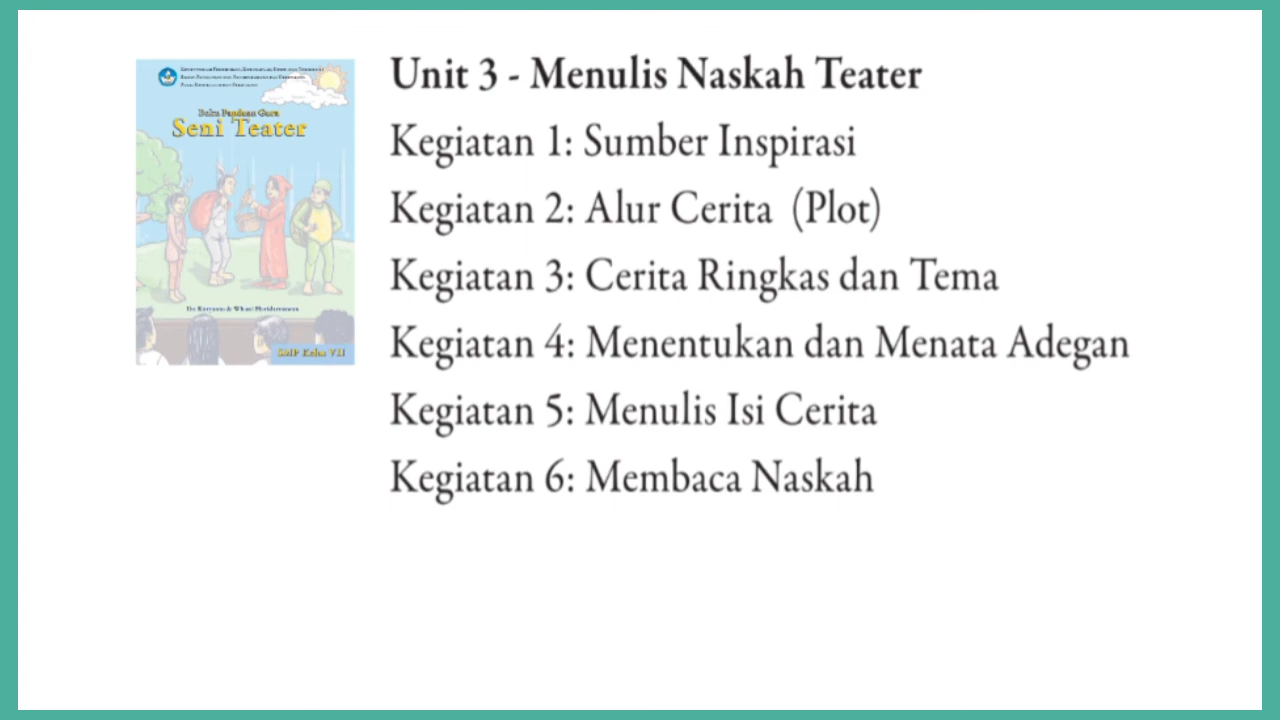 Buku Panduan Guru
Seni Teater
SMP Kelas VII
Unit 3 - Menulis Naskah Teater
Kegiatan 1: Sumber Inspirasi
Kegiatan 2: Alur Cerita (Plot)
Kegiatan 3: Cerita Ringkas dan Tema
Kegiatan 4: Menentukan dan Menata Adegan
Kegiatan 5: Menulis Isi Cerita
Kegiatan 6: Membaca Naskah